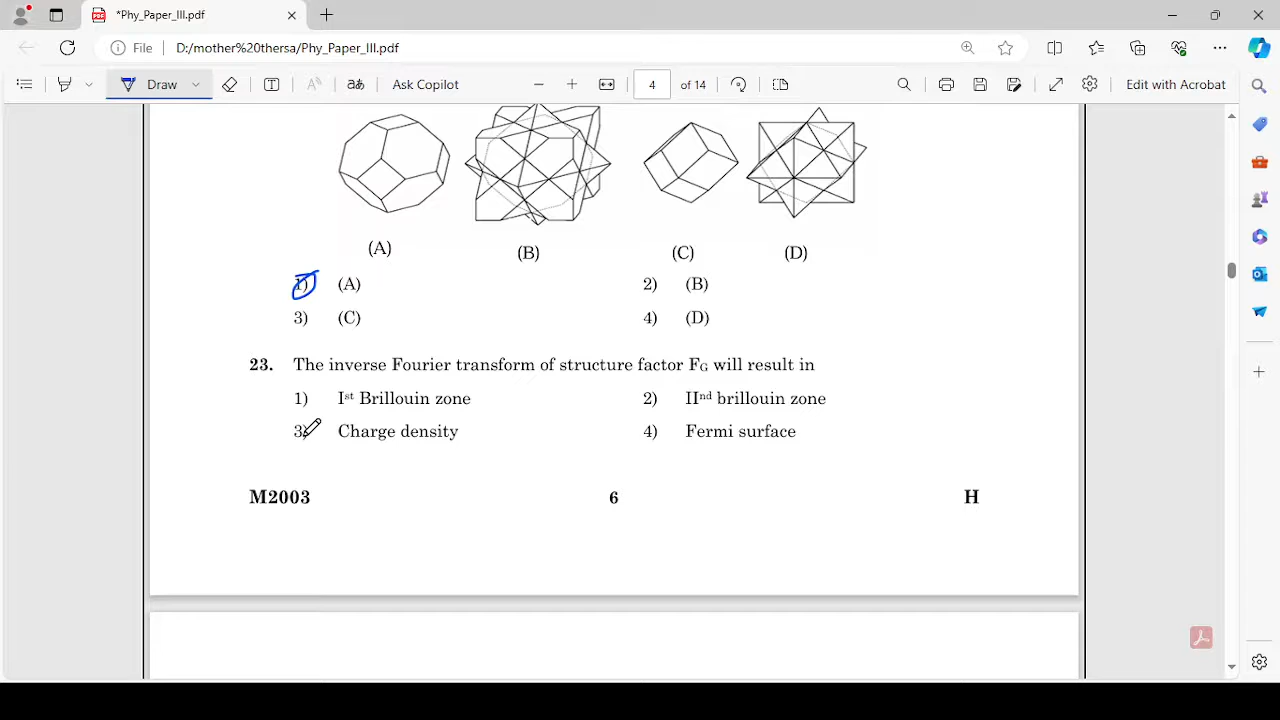 *Phy_Paper_III.pdf
File D:/mother%20thersa/Phy_Paper_III.pdf
Draw Ask Copilot 4 of 14 Edit with Acrobat
(A) (B) (C) (D)
1) (A) 2) (B)
3) (C) 4) (D)
23. The inverse Fourier transform of structure factor FG will result in
1) Ist Brillouin zone 2) IInd brillouin zone
3) Charge density 4) Fermi surface
M2003 6 H